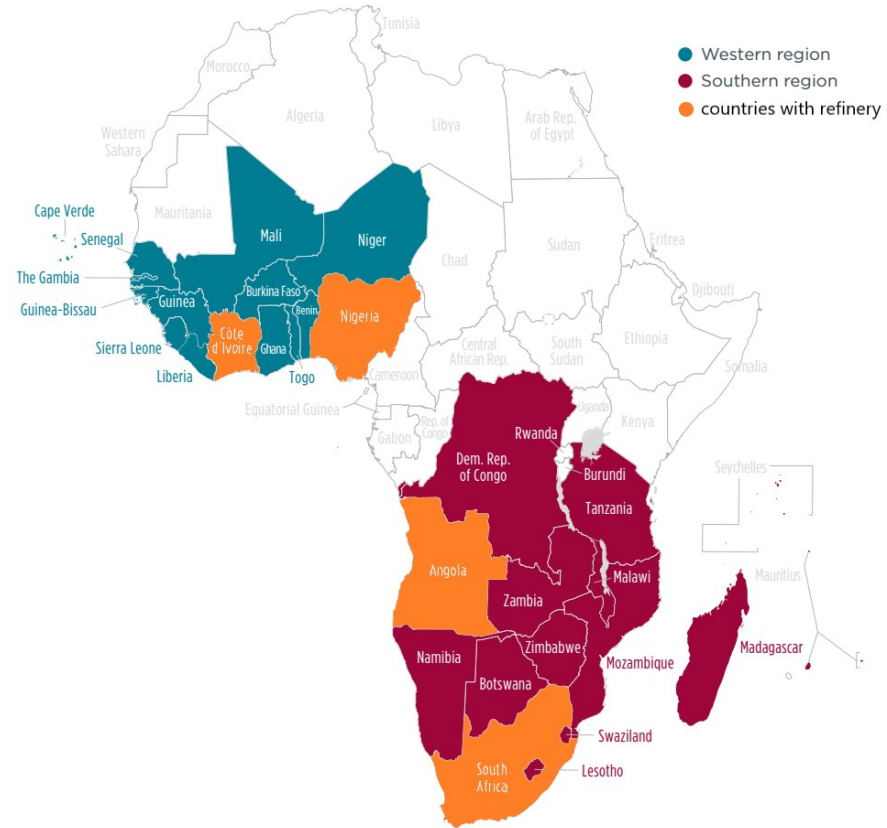 Tunisia
Morocco
Western region
Southern region
countries with refinery
Algeria
Libya
Arab Rep.
of Egypt
Western
Sahara
Mauritania
Cape Verde
Senegal
Mali
Niger
Chad
Sudan
Eritrea
The Gambia
Guinea-Bissau
Guinea
Burkina Faso
Benin
Nigeria
Djibouti
Sierra Leone
Côte
d'Ivoire
Ghana
Liberia
Togo
Central
African Rep.
South
Sudan
Ethiopia
Somalia
Cameroon
Equatorial Guinea
Gabon
Rep. of
Congo
Uganda
Kenya
Rwanda
Dem. Rep.
of Congo
Burundi
Tanzania
Seychelles
Angola
Malawi
Mauritius
Zambia
Namibia
Zimbabwe
Mozambique
Madagascar
Botswana
Swaziland
South
Africa
Lesotho